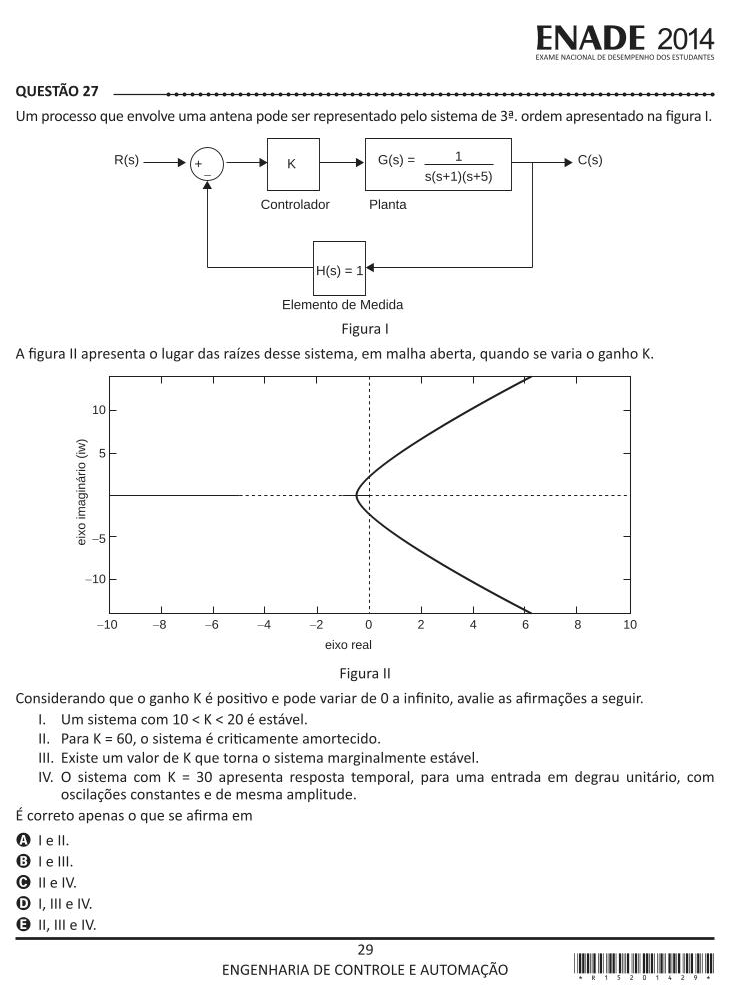 ENADE 2014
EXAME NACIONAL DE DESEMPENHO DOS ESTUDANTES
QUESTÃO 27
Um processo que envolve uma antena pode ser representado pelo sistema de 3ª. ordem apresentado na figura I.
R(s)
+
_
K
G(s) = 1
s(s+1)(s+5)
C(s)
Controlador
Planta
H(s) = 1
Elemento de Medida
Figura I
A figura II apresenta o lugar das raízes desse sistema, em malha aberta, quando se varia o ganho K.
eixo imaginário (iw)
10
5
0
−5
−10
−10 −8 −6 −4 −2 0 2 4 6 8 10
eixo real
Figura II
Considerando que o ganho K é positivo e pode variar de 0 a infinito, avalie as afirmações a seguir.
I. Um sistema com 10 < K < 20 é estável.
II. Para K = 60, o sistema é criticamente amortecido.
III. Existe um valor de K que torna o sistema marginalmente estável.
IV. O sistema com K = 30 apresenta resposta temporal, para uma entrada em degrau unitário, com
oscilações constantes e de mesma amplitude.
É correto apenas o que se afirma em
A I e II.
B I e III.
C II e IV.
D I, III e IV.
E II, III e IV.
29
ENGENHARIA DE CONTROLE E AUTOMAÇÃO
* R 1 5 2 0 1 4 2 9 *